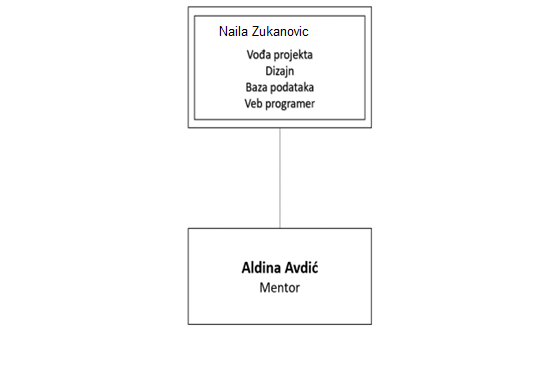 Naila Zukanovic
Vođa projekta
Dizajn
Baza podataka
Veb programer
Aldina Avdić
Mentor